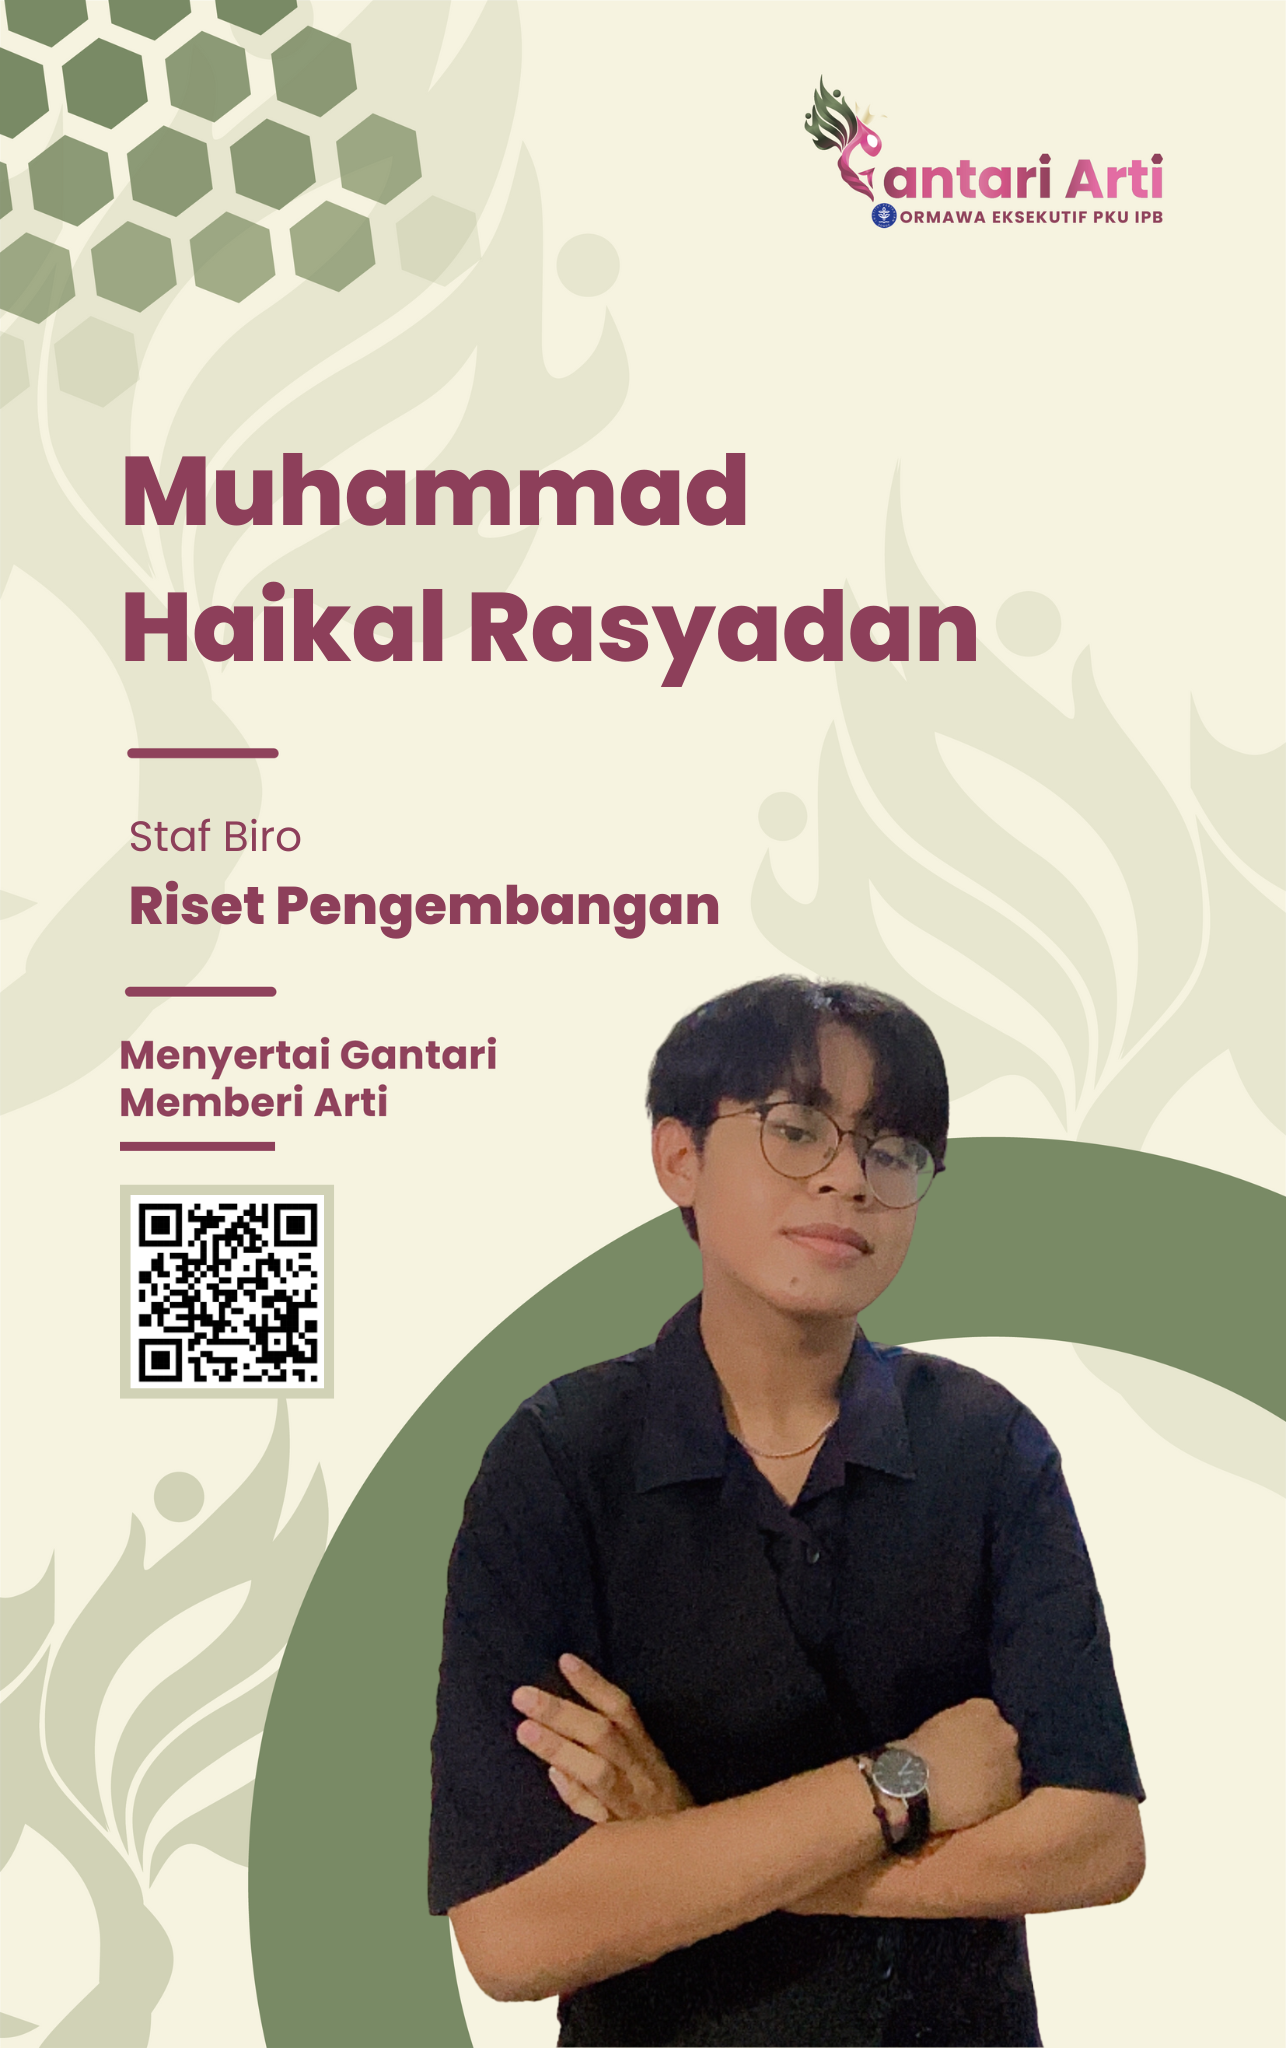 Gantari Arti
ORMAWA EKSEKUTIF PKU IPB
Muhammad
Haikal Rasyadan
Staf Biro
Riset Pengembangan
Menyertai Gantari
Memberi Arti